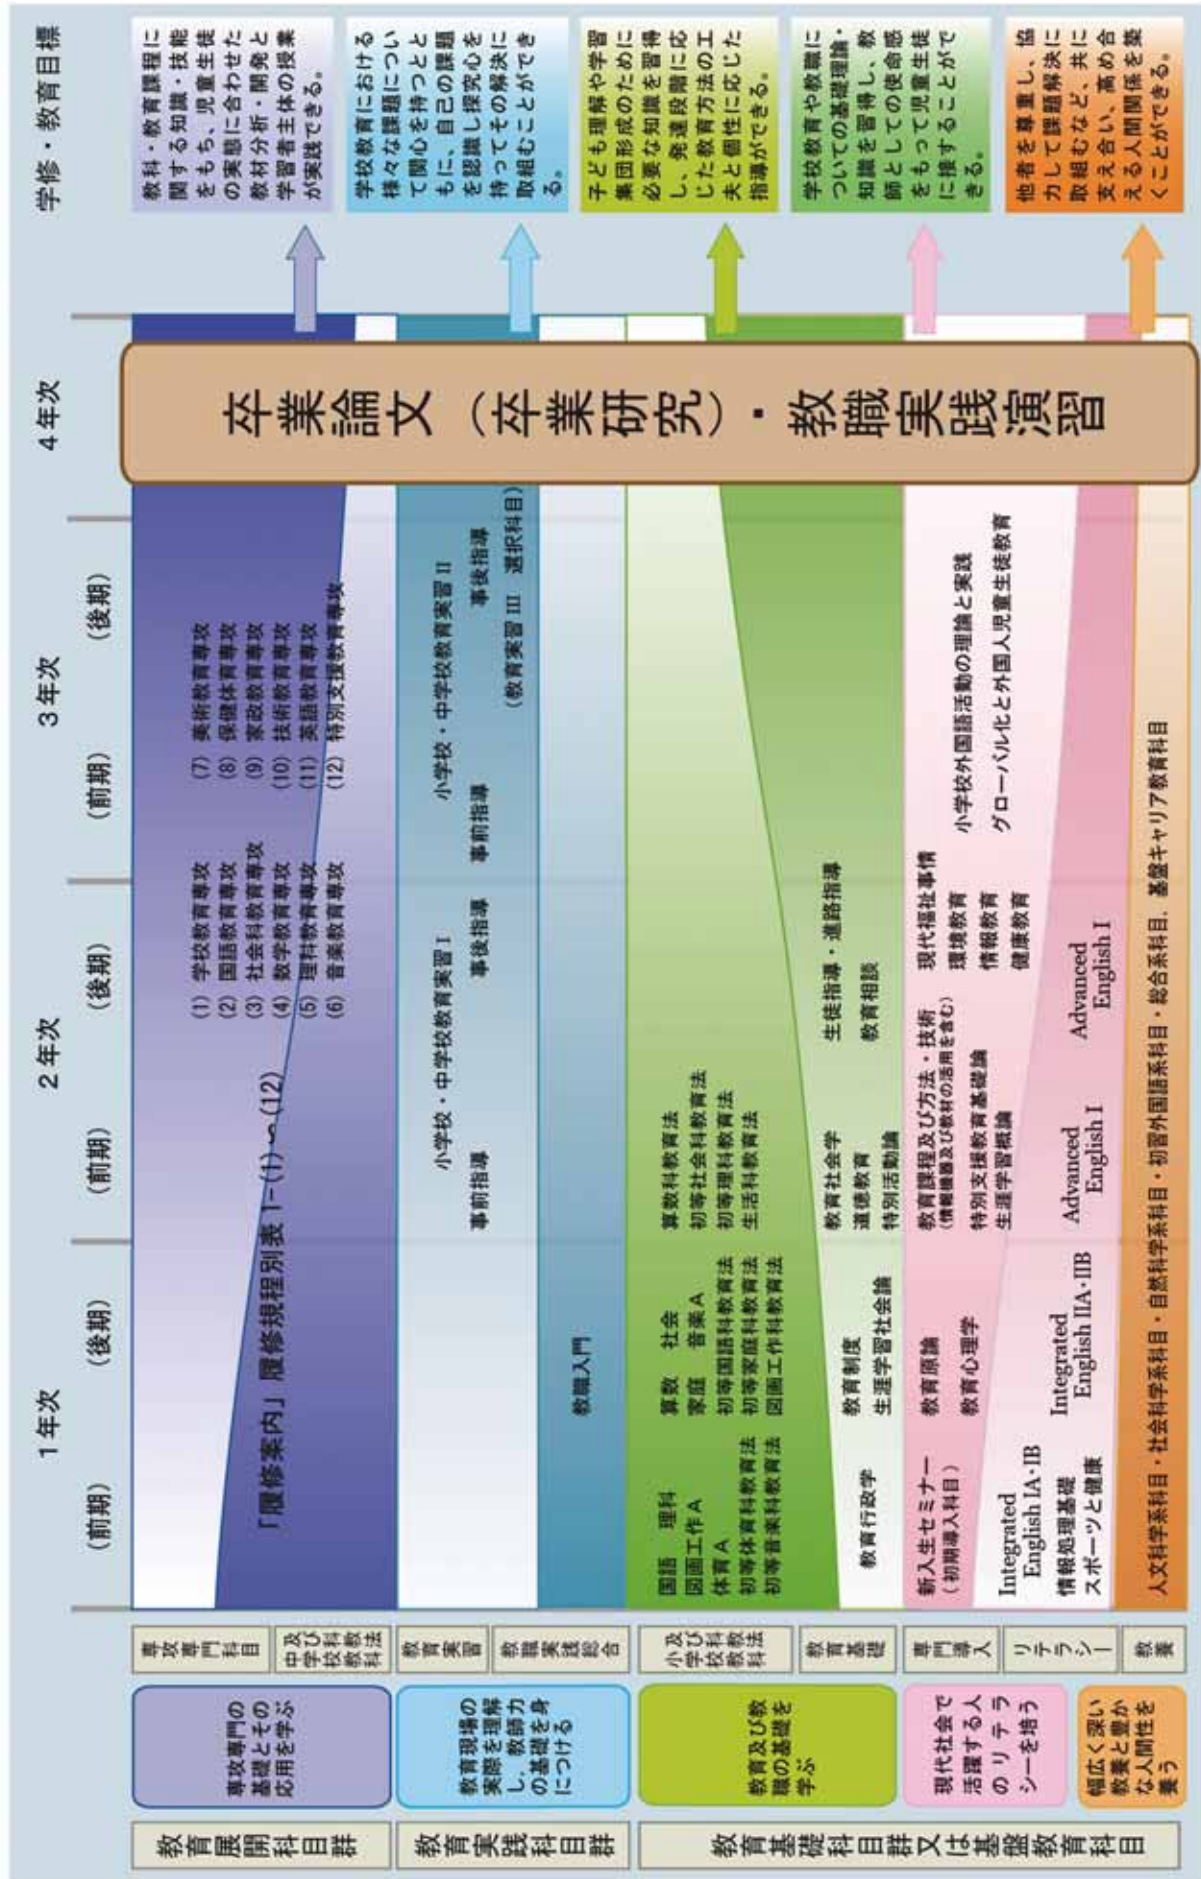 1年次
2年次
3年次
4年次
学修・教育目標
(前期)
(後期)
(前期)
(後期)
(前期)
(後期)
教育展開科目群
専攻専門の
基礎とその
応用を学ぶ
専攻専門科目
中学校教科
及び科教法
「履修案内」履修規程別表 1-(1)~(12)
(1) 学校教育専攻
(2) 国語教育専攻
(3) 社会科教育専攻
(4) 数学教育専攻
(5) 理科教育専攻
(6) 音楽教育専攻
(7) 美術教育専攻
(8) 保健体育専攻
(9) 家政教育専攻
(10) 技術教育専攻
(11) 英語教育専攻
(12) 特別支援教育専攻
教科・教育課程に
関する知識・技能
をもち、児童生徒
の実態に合わせた
教材分析・開発と
学習者主体の授業
が実践できる。
教育実践科目群
教育現場の
実際を理解
し、教師力
の基礎を身
につける
教育実習
教職実践総合
小学校・中学校教育実習 I
事前指導
事後指導
小学校・中学校教育実習 II
事前指導
事後指導
(教育実習 III 選択科目)
教職入門
学校教育における
様々な課題につい
て関心を持つとと
もに、自己の課題
を認識し探究心を
持ってその解決に
取組むことができ
る。
教育基礎科目群又は基盤教育科目
教育及び教
職の基礎を
学ぶ
小学校教科
及び科教法
教育基礎
国語 理科
図画工作A
体育A
初等体育科教育法
初等音楽科教育法
算数 社会
家庭 音楽A
初等国語科教育法
初等家庭科教育法
図画工作科教育法
算数科教育法
初等社会科教育法
初等理科教育法
生活科教育法
教育行政学
教育制度
生涯学習社会論
教育社会学
道徳教育
特別活動論
生徒指導・進路指導
教育相談
子ども理解や学習
集団形成のために
必要な知識を習得
し、発達段階に応
じた教育方法の工
夫と個性に応じた
指導ができる。
現代社会で
活躍する人
のリテラ
シーを培う
専門導入
リテラシー
新入生セミナー
(初期導入科目)
教育原論
教育心理学
教育課程及び方法・技術
(情報機器及び教材の活用を含む)
特別支援教育基礎論
生涯学習概論
現代福祉事情
環境教育
情報教育
健康教育
小学校外国語活動の理論と実践
グローバル化と外国人児童生徒教育
Integrated
English IA・IB
情報処理基礎
スポーツと健康
Integrated
English IIA・IIB
Advanced
English I
Advanced
English I
学校教育や教職に
ついての基礎理論・
知識を習得し、教
師としての使命感
をもって児童生徒
に接することがで
きる。
幅広く深い
教養と豊か
な人間性を
養う
教養
人文科学系科目・社会科学系科目・自然科学系科目・初習外国語系科目・総合系科目、基盤キャリア教育科目
他者を尊重し、協
力して課題解決に
取組むなど、共に
支え合い、高め合
える人間関係を築
くことができる。
卒業論文(卒業研究)・教職実践演習